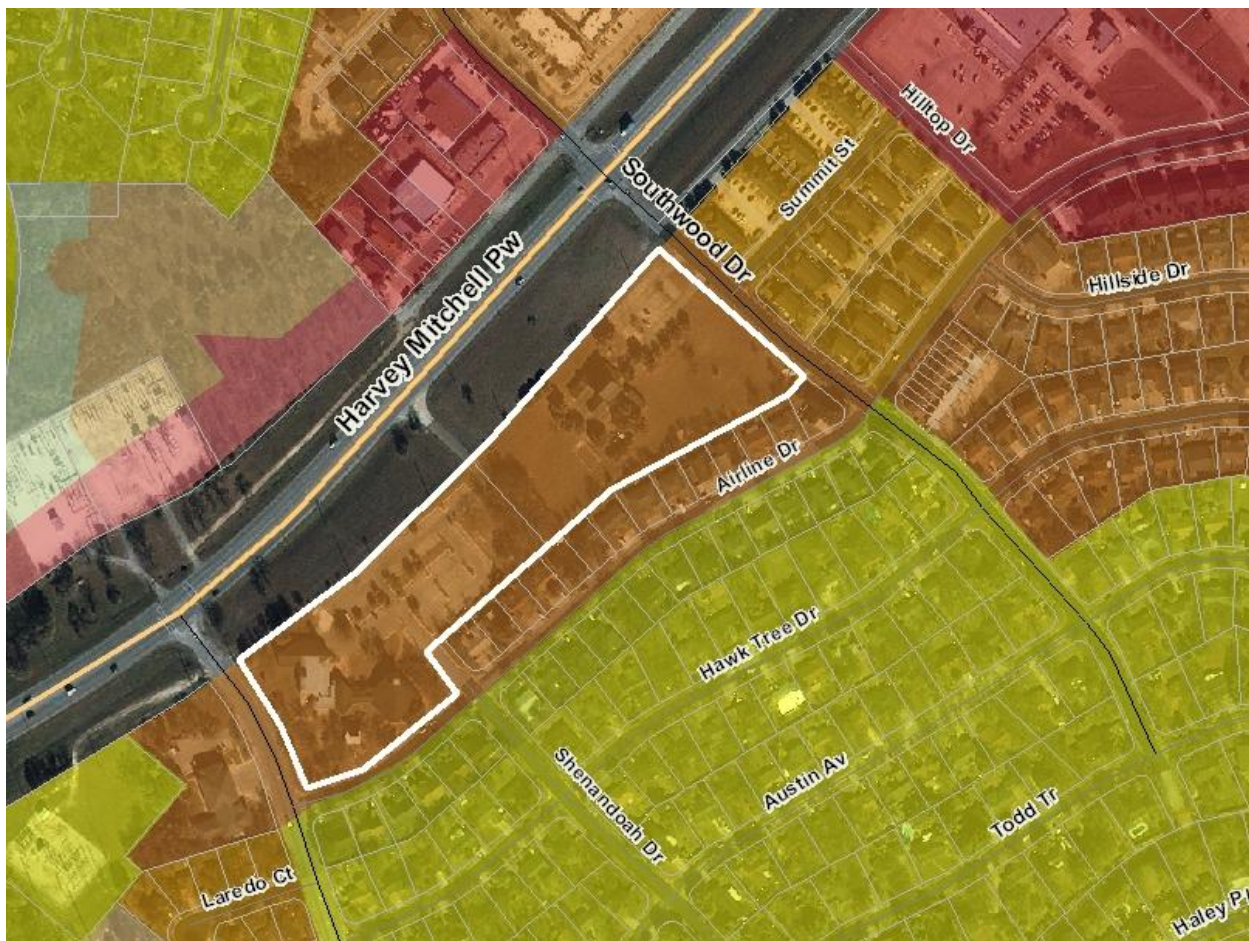 Hilltop Dr
Summit St
Southwood Dr
Harvey Mitchell Pw
Hillside Dr
Airline Dr
Hawk Tree Dr
Shenandoah Dr
Austin Av
Todd Tr
Laredo Ct
Haley Pl